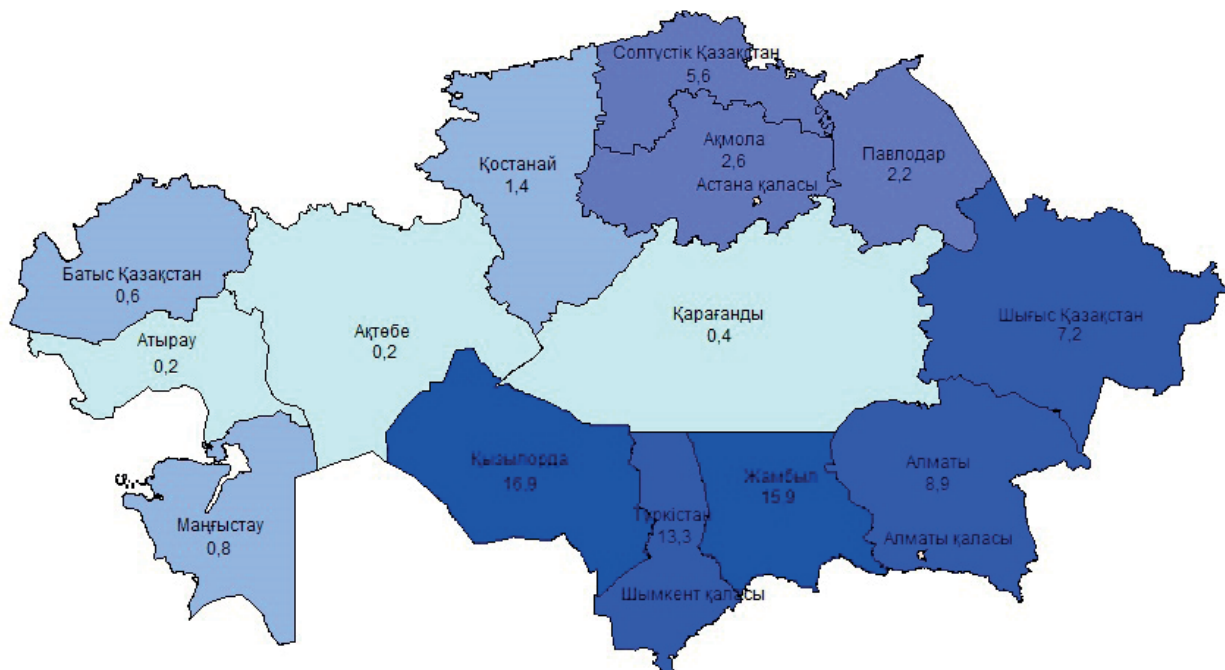 Солтүстік Қазақстан
5,6
Ақмола
2,6
Астана қаласы
Павлодар
2,2
Қостанай
1,4
Батыс Қазақстан
0,6
Атырау
0,2
Ақтөбе
0,2
Қарағанды
0,4
Шығыс Қазақстан
7,2
Қызылорда
16,9
Түркістан
13,3
Жамбыл
15,9
Алматы
8,9
Алматы қаласы
Маңғыстау
0,8
Шымкент қаласы